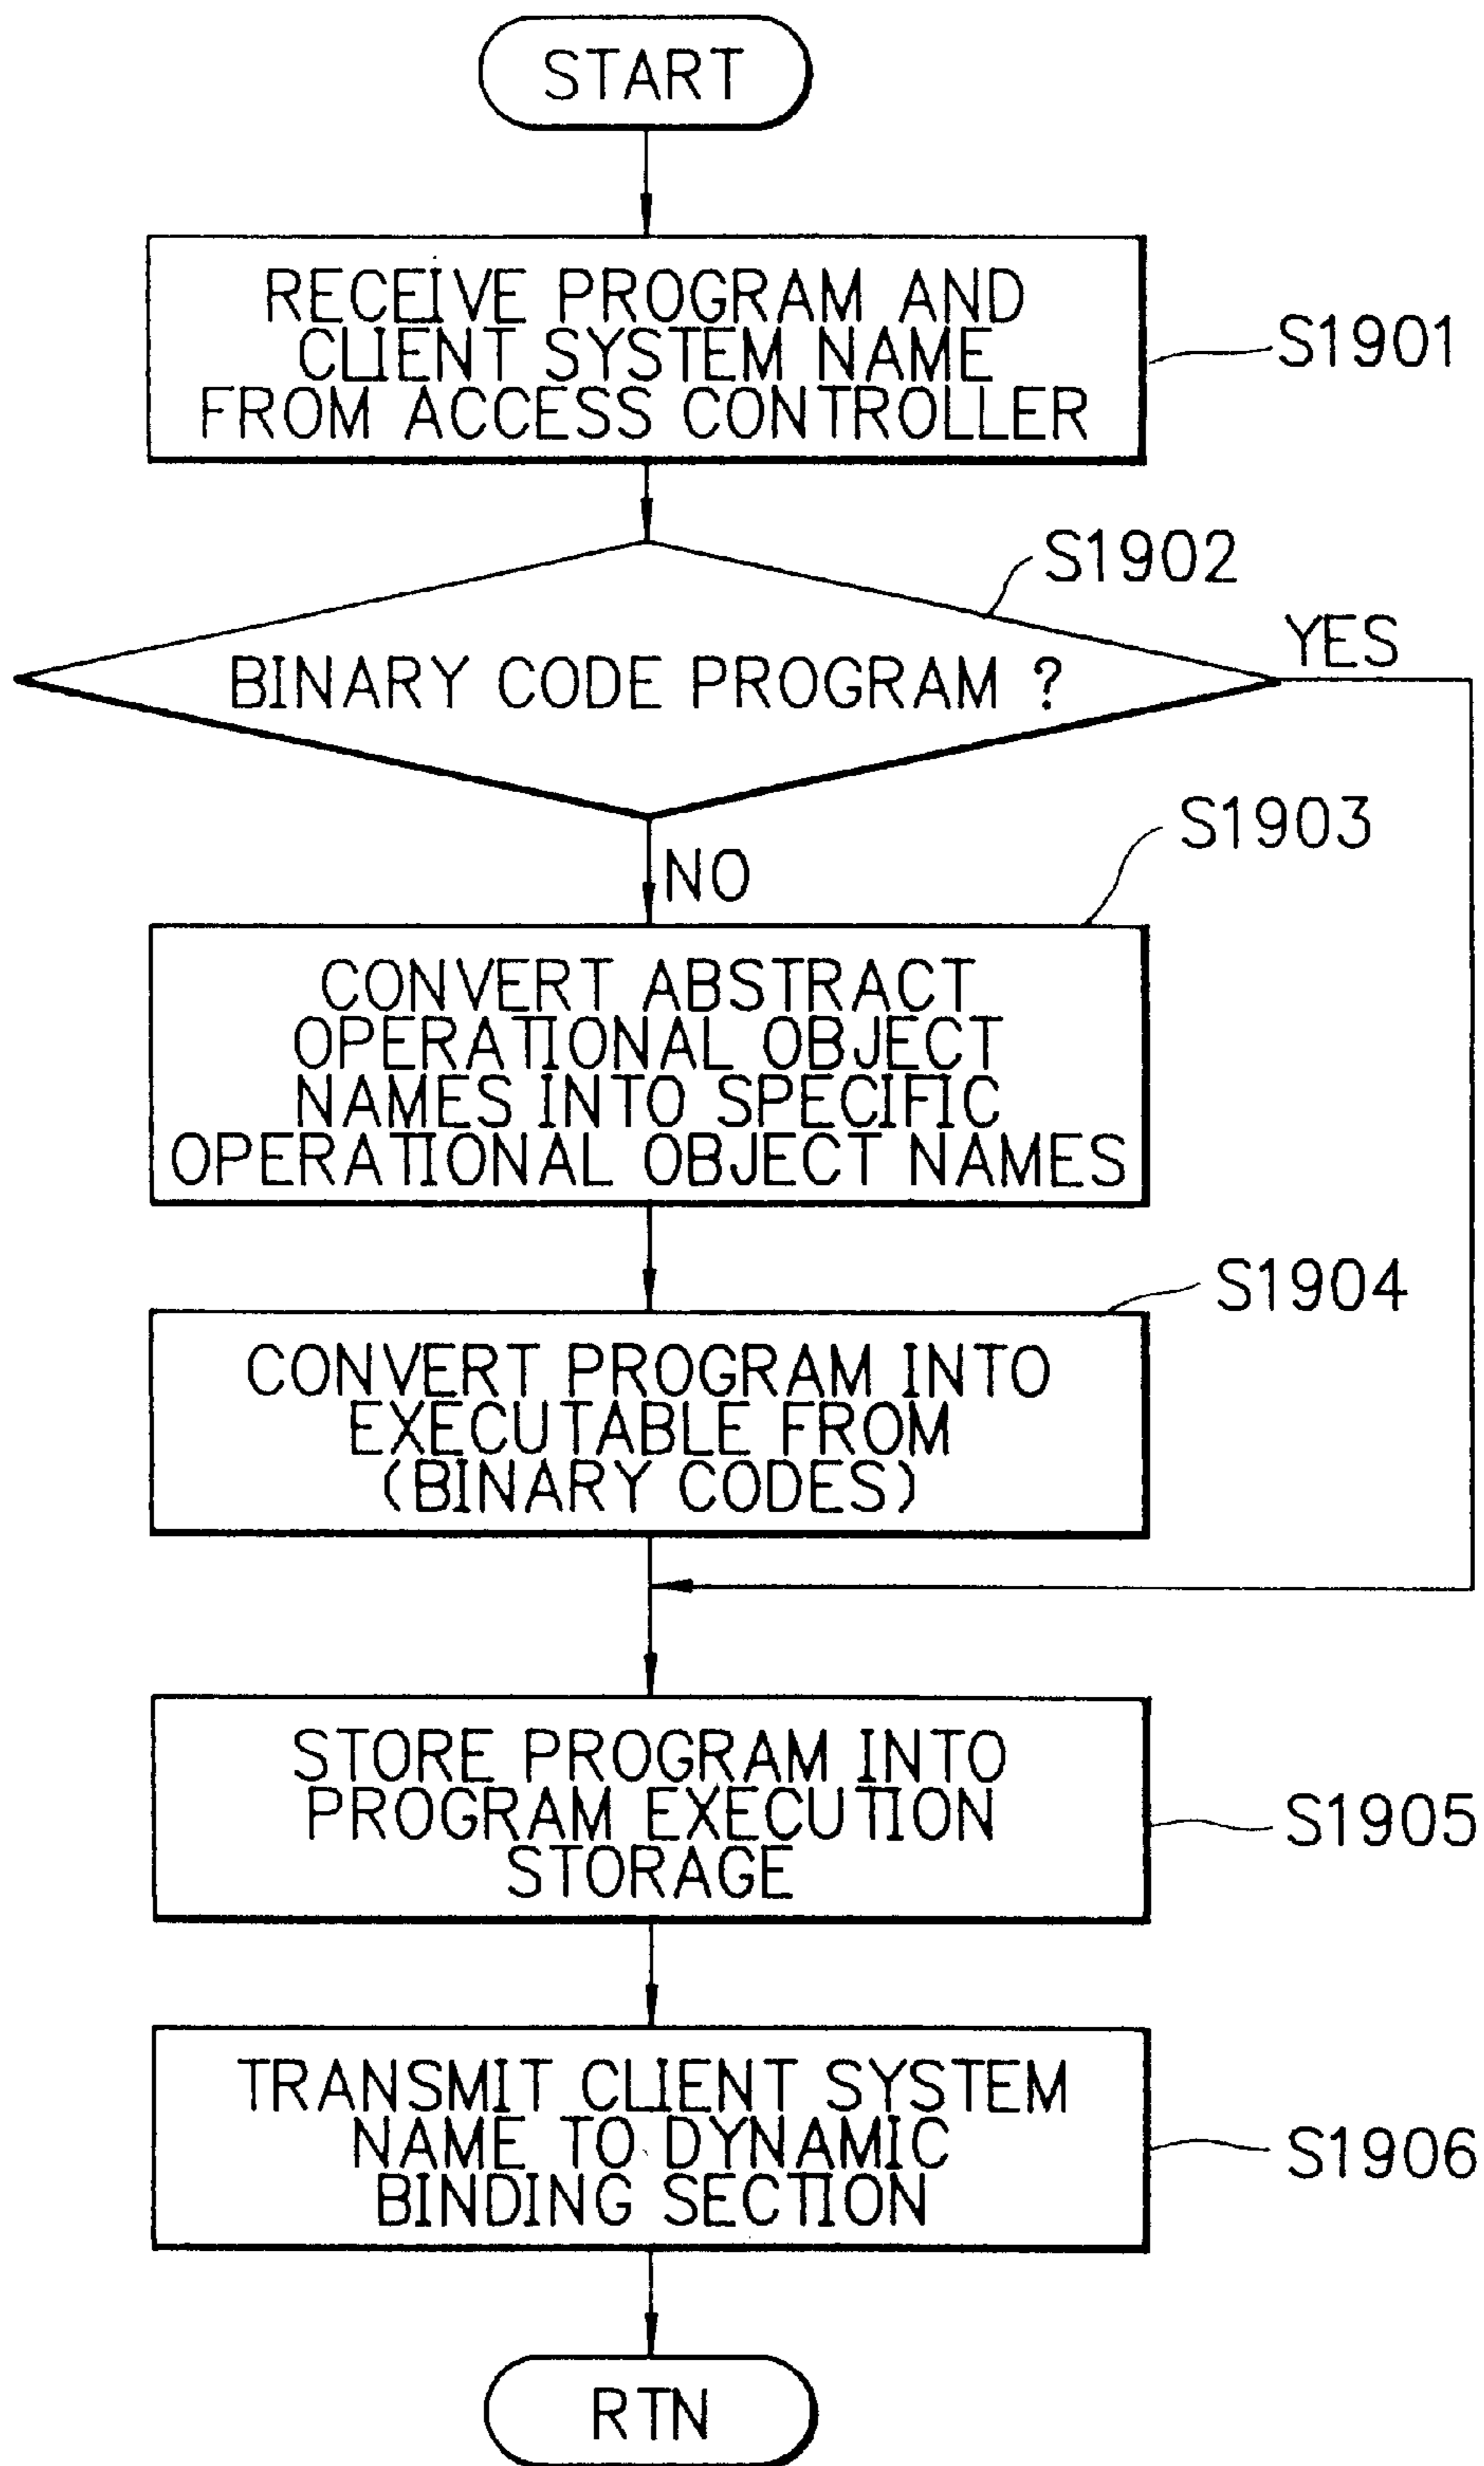 START
RECEIVE PROGRAM AND
CLIENT SYSTEM NAME
FROM ACCESS CONTROLLER
S1901
S1902
BINARY CODE PROGRAM ?
YES
NO
S1903
CONVERT ABSTRACT
OPERATIONAL OBJECT
NAMES INTO SPECIFIC
OPERATIONAL OBJECT NAMES
S1904
CONVERT PROGRAM INTO
EXECUTABLE FROM
(BINARY CODES)
STORE PROGRAM INTO
PROGRAM EXECUTION
STORAGE
S1905
TRANSMIT CLIENT SYSTEM
NAME TO DYNAMIC
BINDING SECTION
S1906
RTN